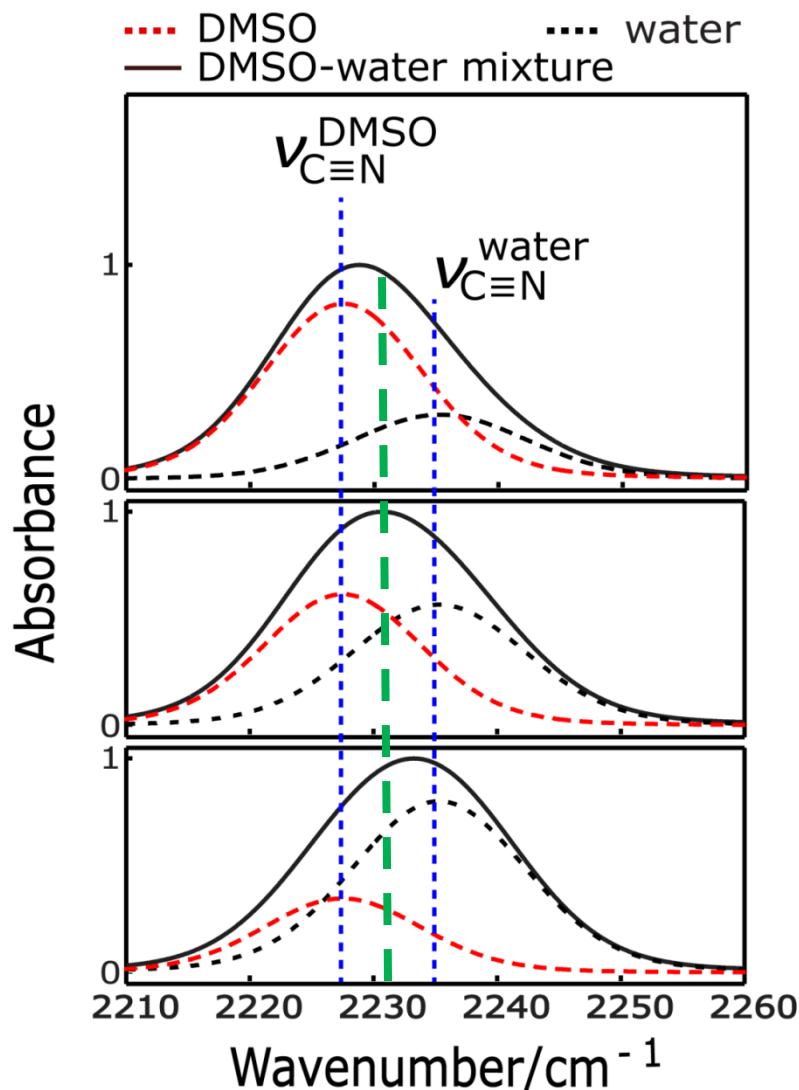 DMSO water
DMSO-water mixture
ν C≡N DMSO
ν C≡N water
1
0
1
0
1
0
Absorbance
2210 2220 2230 2240 2250 2260
Wavenumber/cm⁻¹